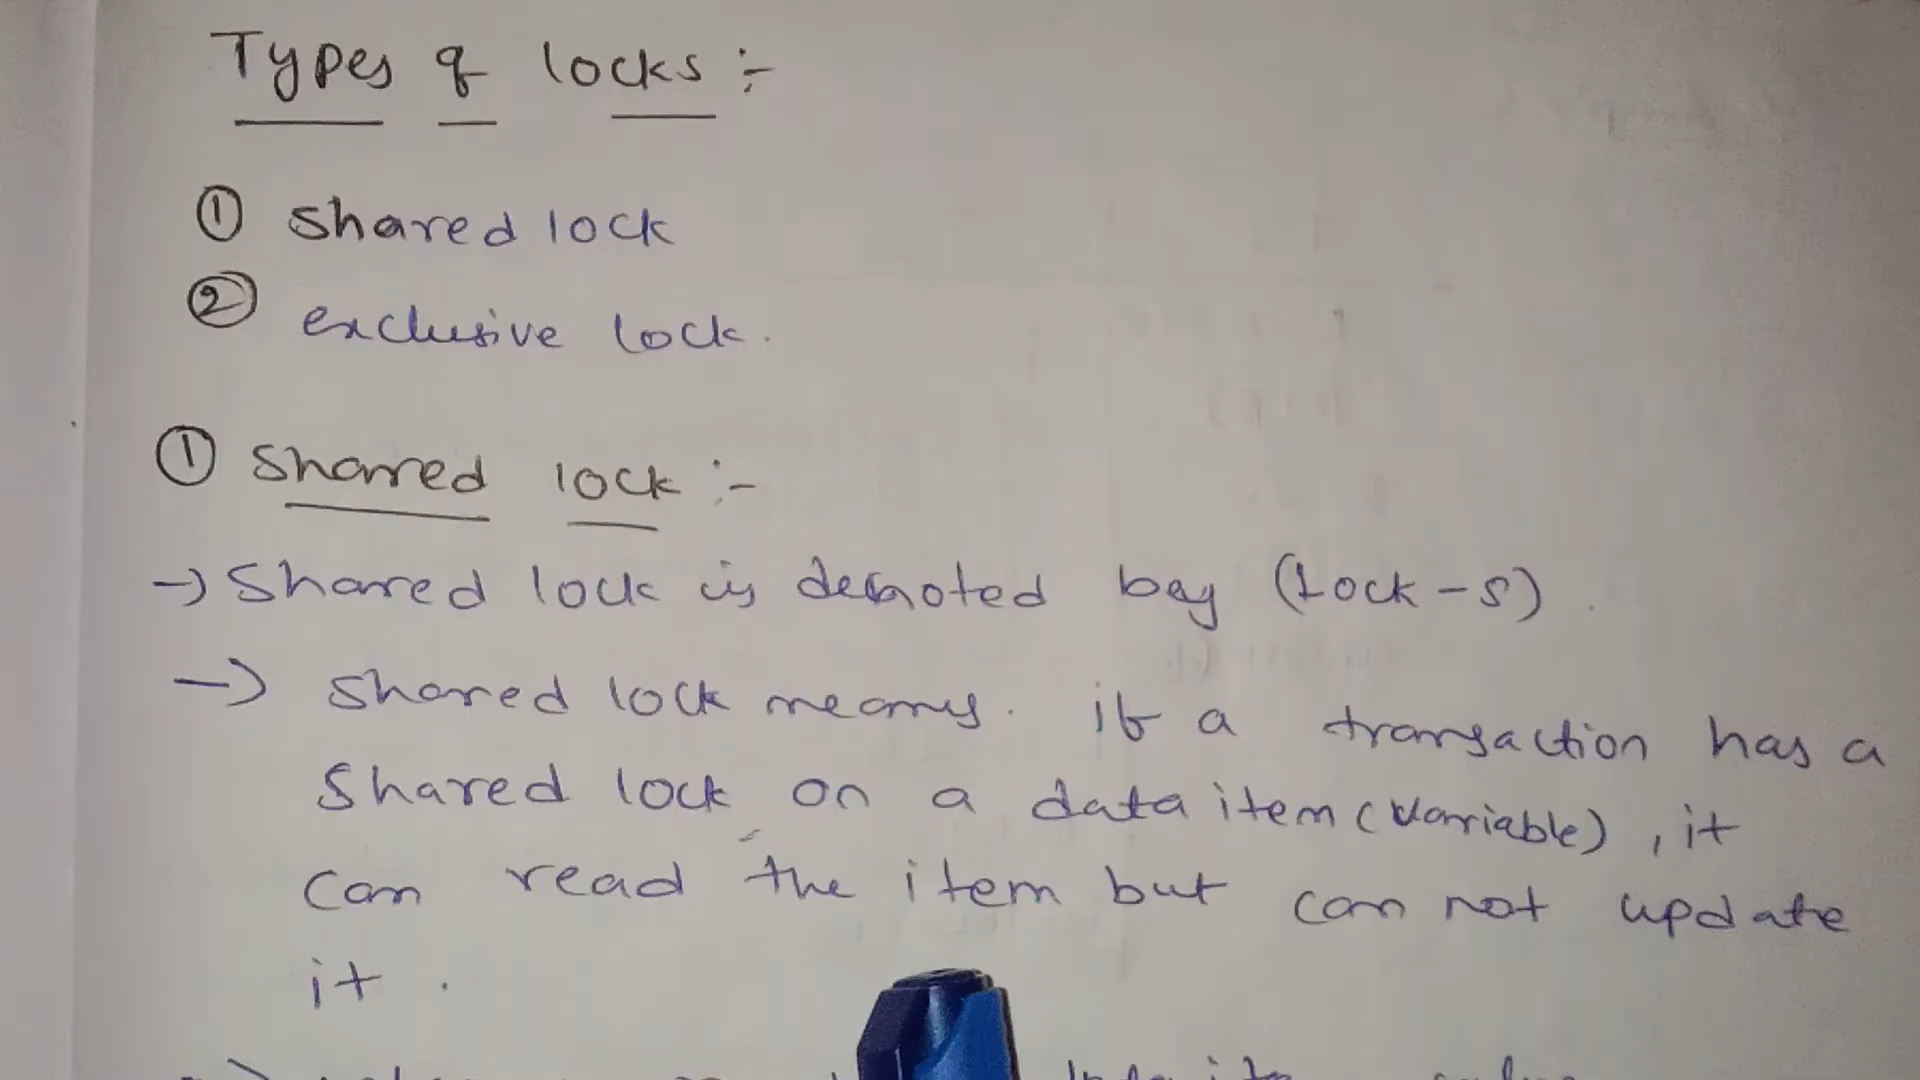 Types of locks :-
① shared lock
② exclusive lock.
① shared lock :-
→ Shared lock is denoted by (Lock-S).
→ shared lock means. if a transaction has a
Shared lock on a data item (variable), it
can read the item but can not update
it.